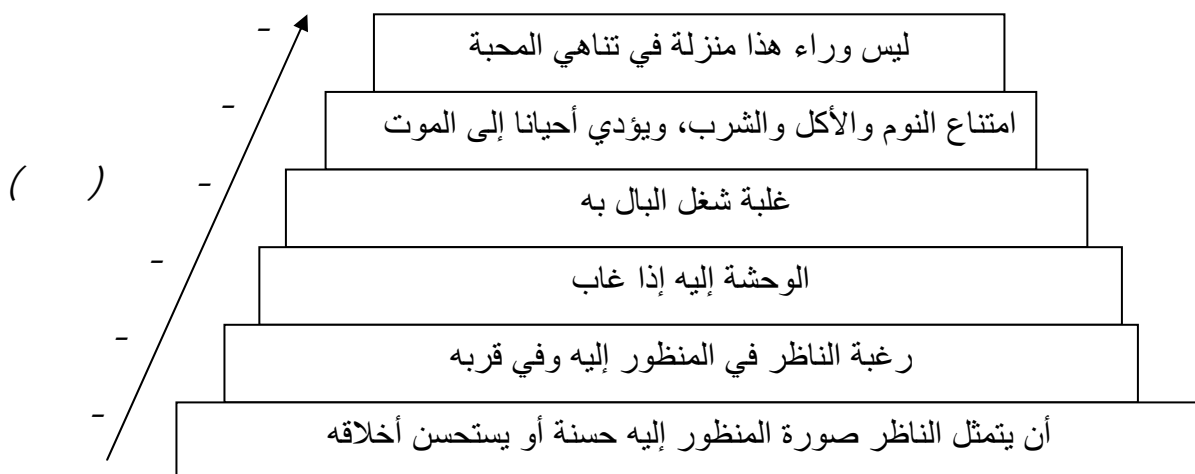 ليس وراء هذا منزلة في تناهي المحبة
امتناع النوم والأكل والشرب، ويؤدي أحيانا إلى الموت
غلبة شغل البال به
الوحشة إليه إذا غاب
رغبة الناظر في المنظور إليه وفي قربه
أن يتمثل الناظر صورة المنظور إليه حسنة أو يستحسن أخلاقه
-
-
-
-
-
-
( )